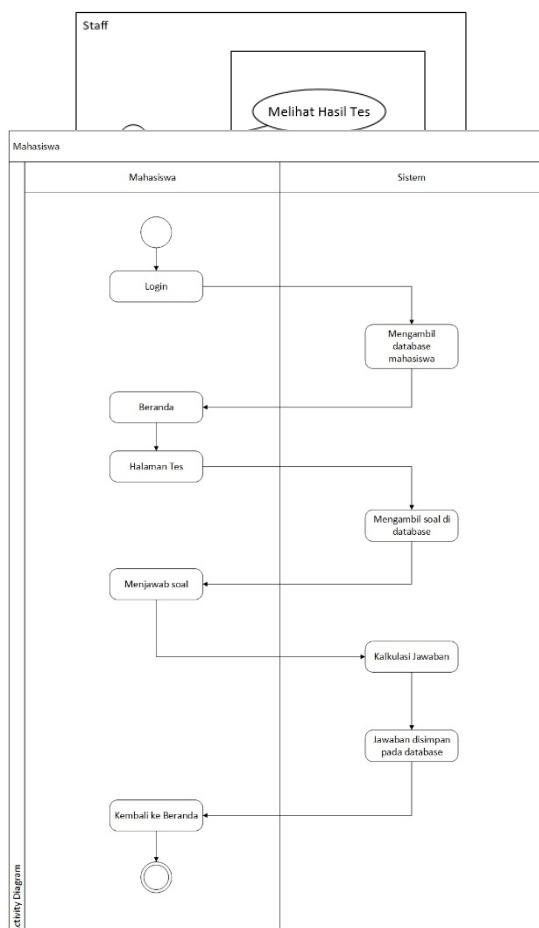 Staff
Melihat Hasil Tes
Mahasiswa
Mahasiswa
Sistem
Login
Mengambil
database
mahasiswa
Beranda
Halaman Tes
Mengambil soal di
database
Menjawab soal
Kalkulasi Jawaban
Jawaban disimpan
pada database
Kembali ke Beranda
ctivity Diagram